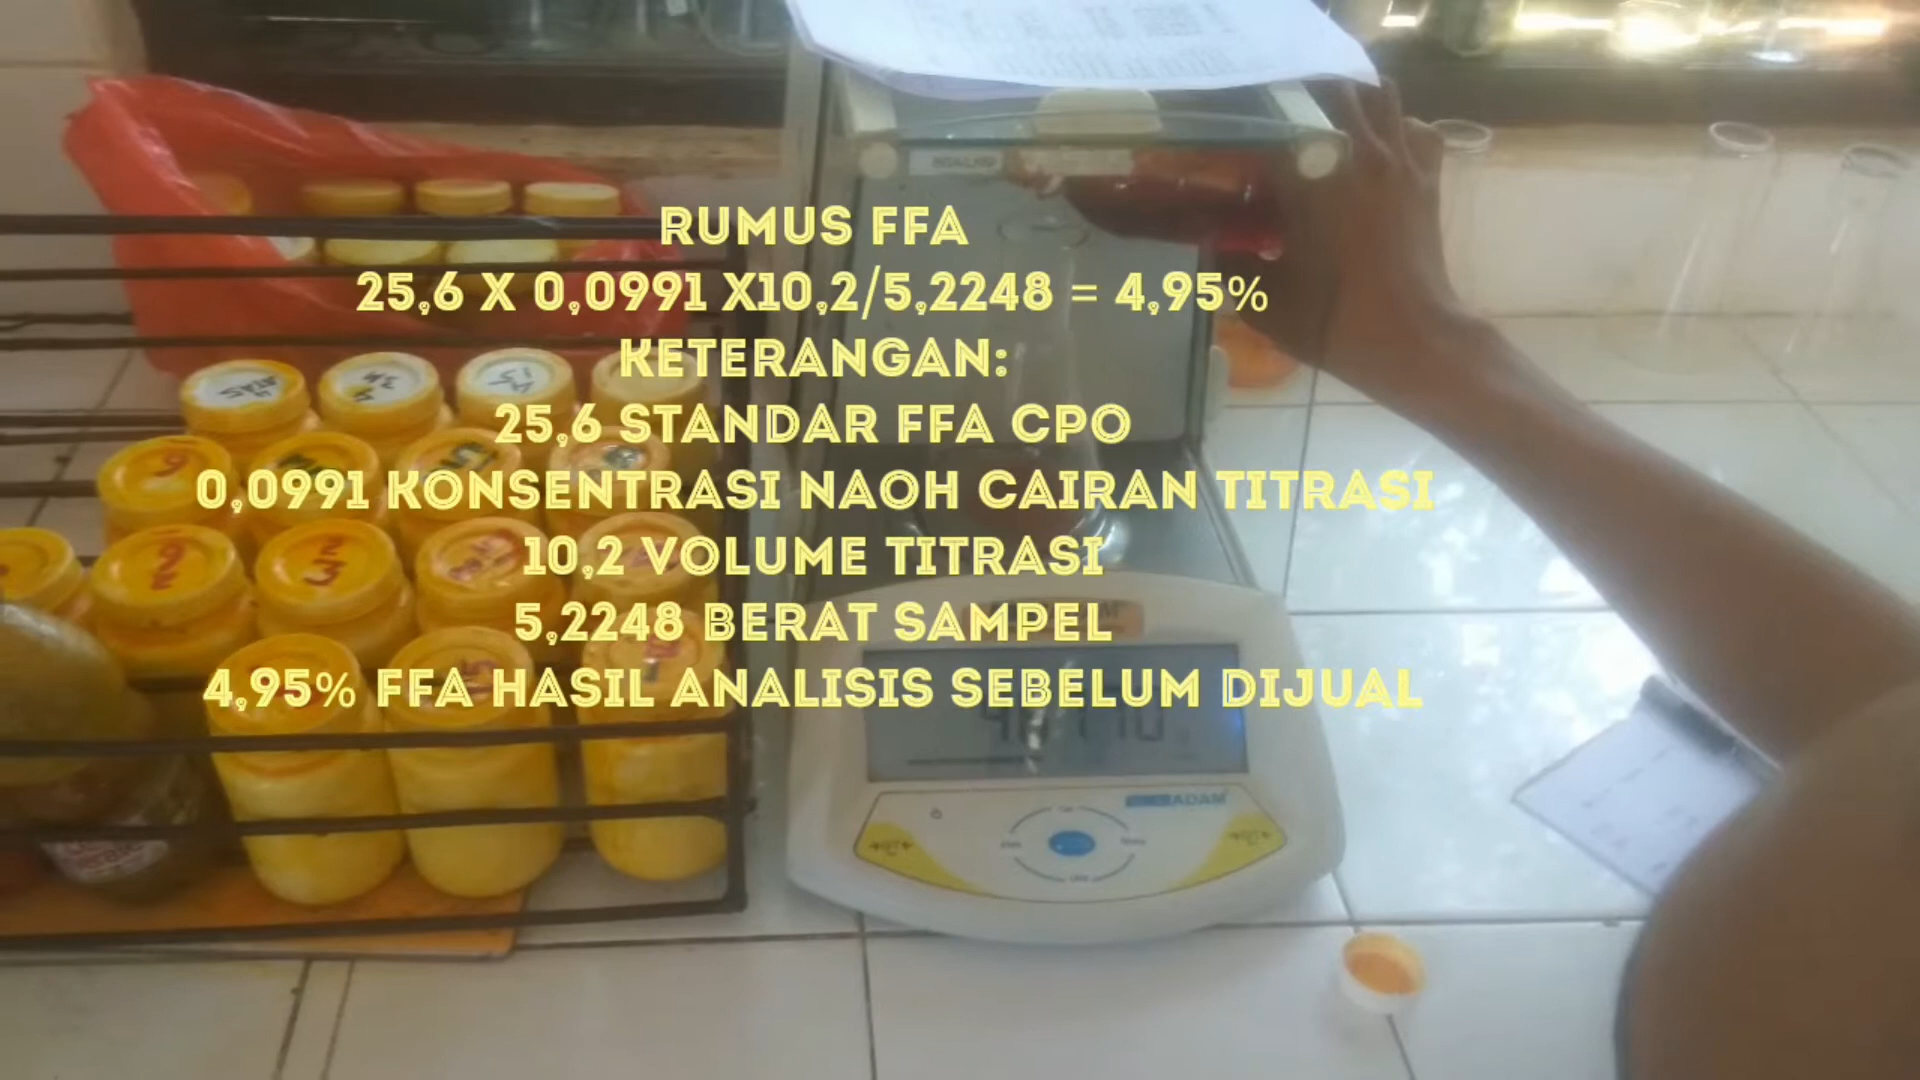 RUMUS FFA
25,6 X 0,0991 X10,2/5,2248 = 4,95%
KETERANGAN:
25,6 STANDAR FFA CPO
0,0991 KONSENTRASI NAOH CAIRAN TITRASI
10,2 VOLUME TITRASI
5,2248 BERAT SAMPEL
4,95% FFA HASIL ANALISIS SEBELUM DIJUAL
ADAM